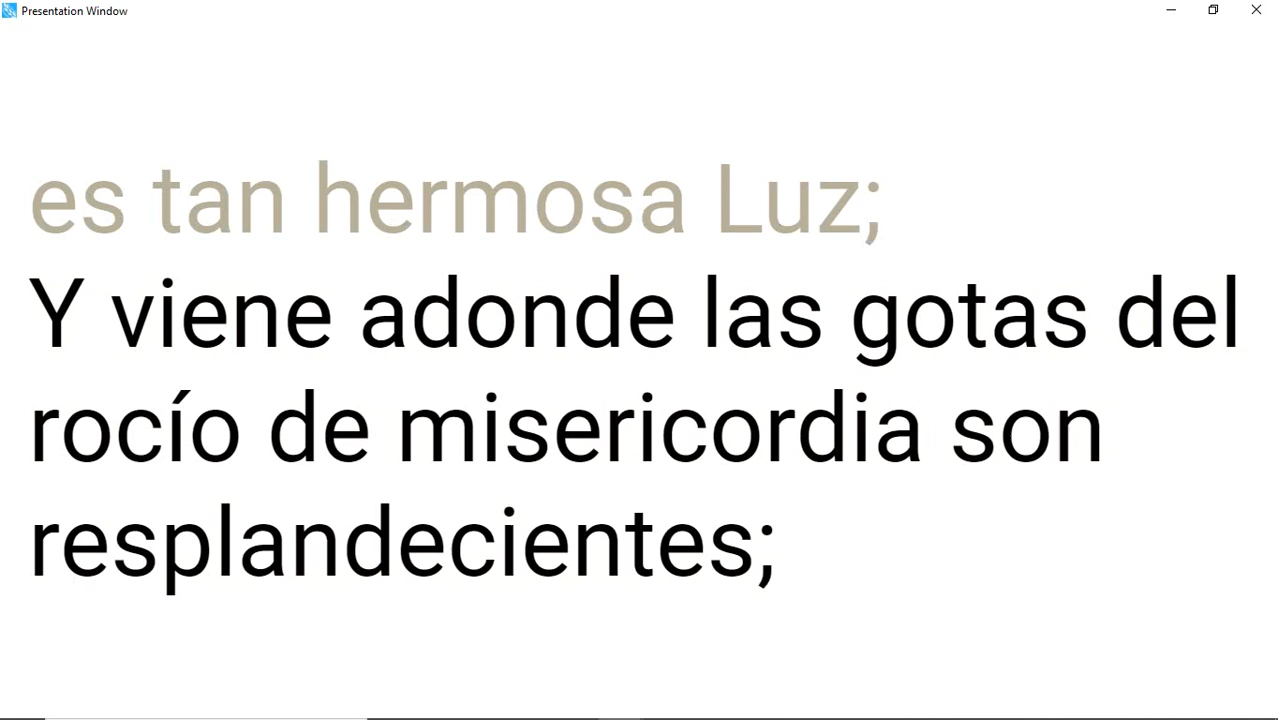 Presentation Window
es tan hermosa Luz;
Y viene adonde las gotas del
rocío de misericordia son
resplandecientes;